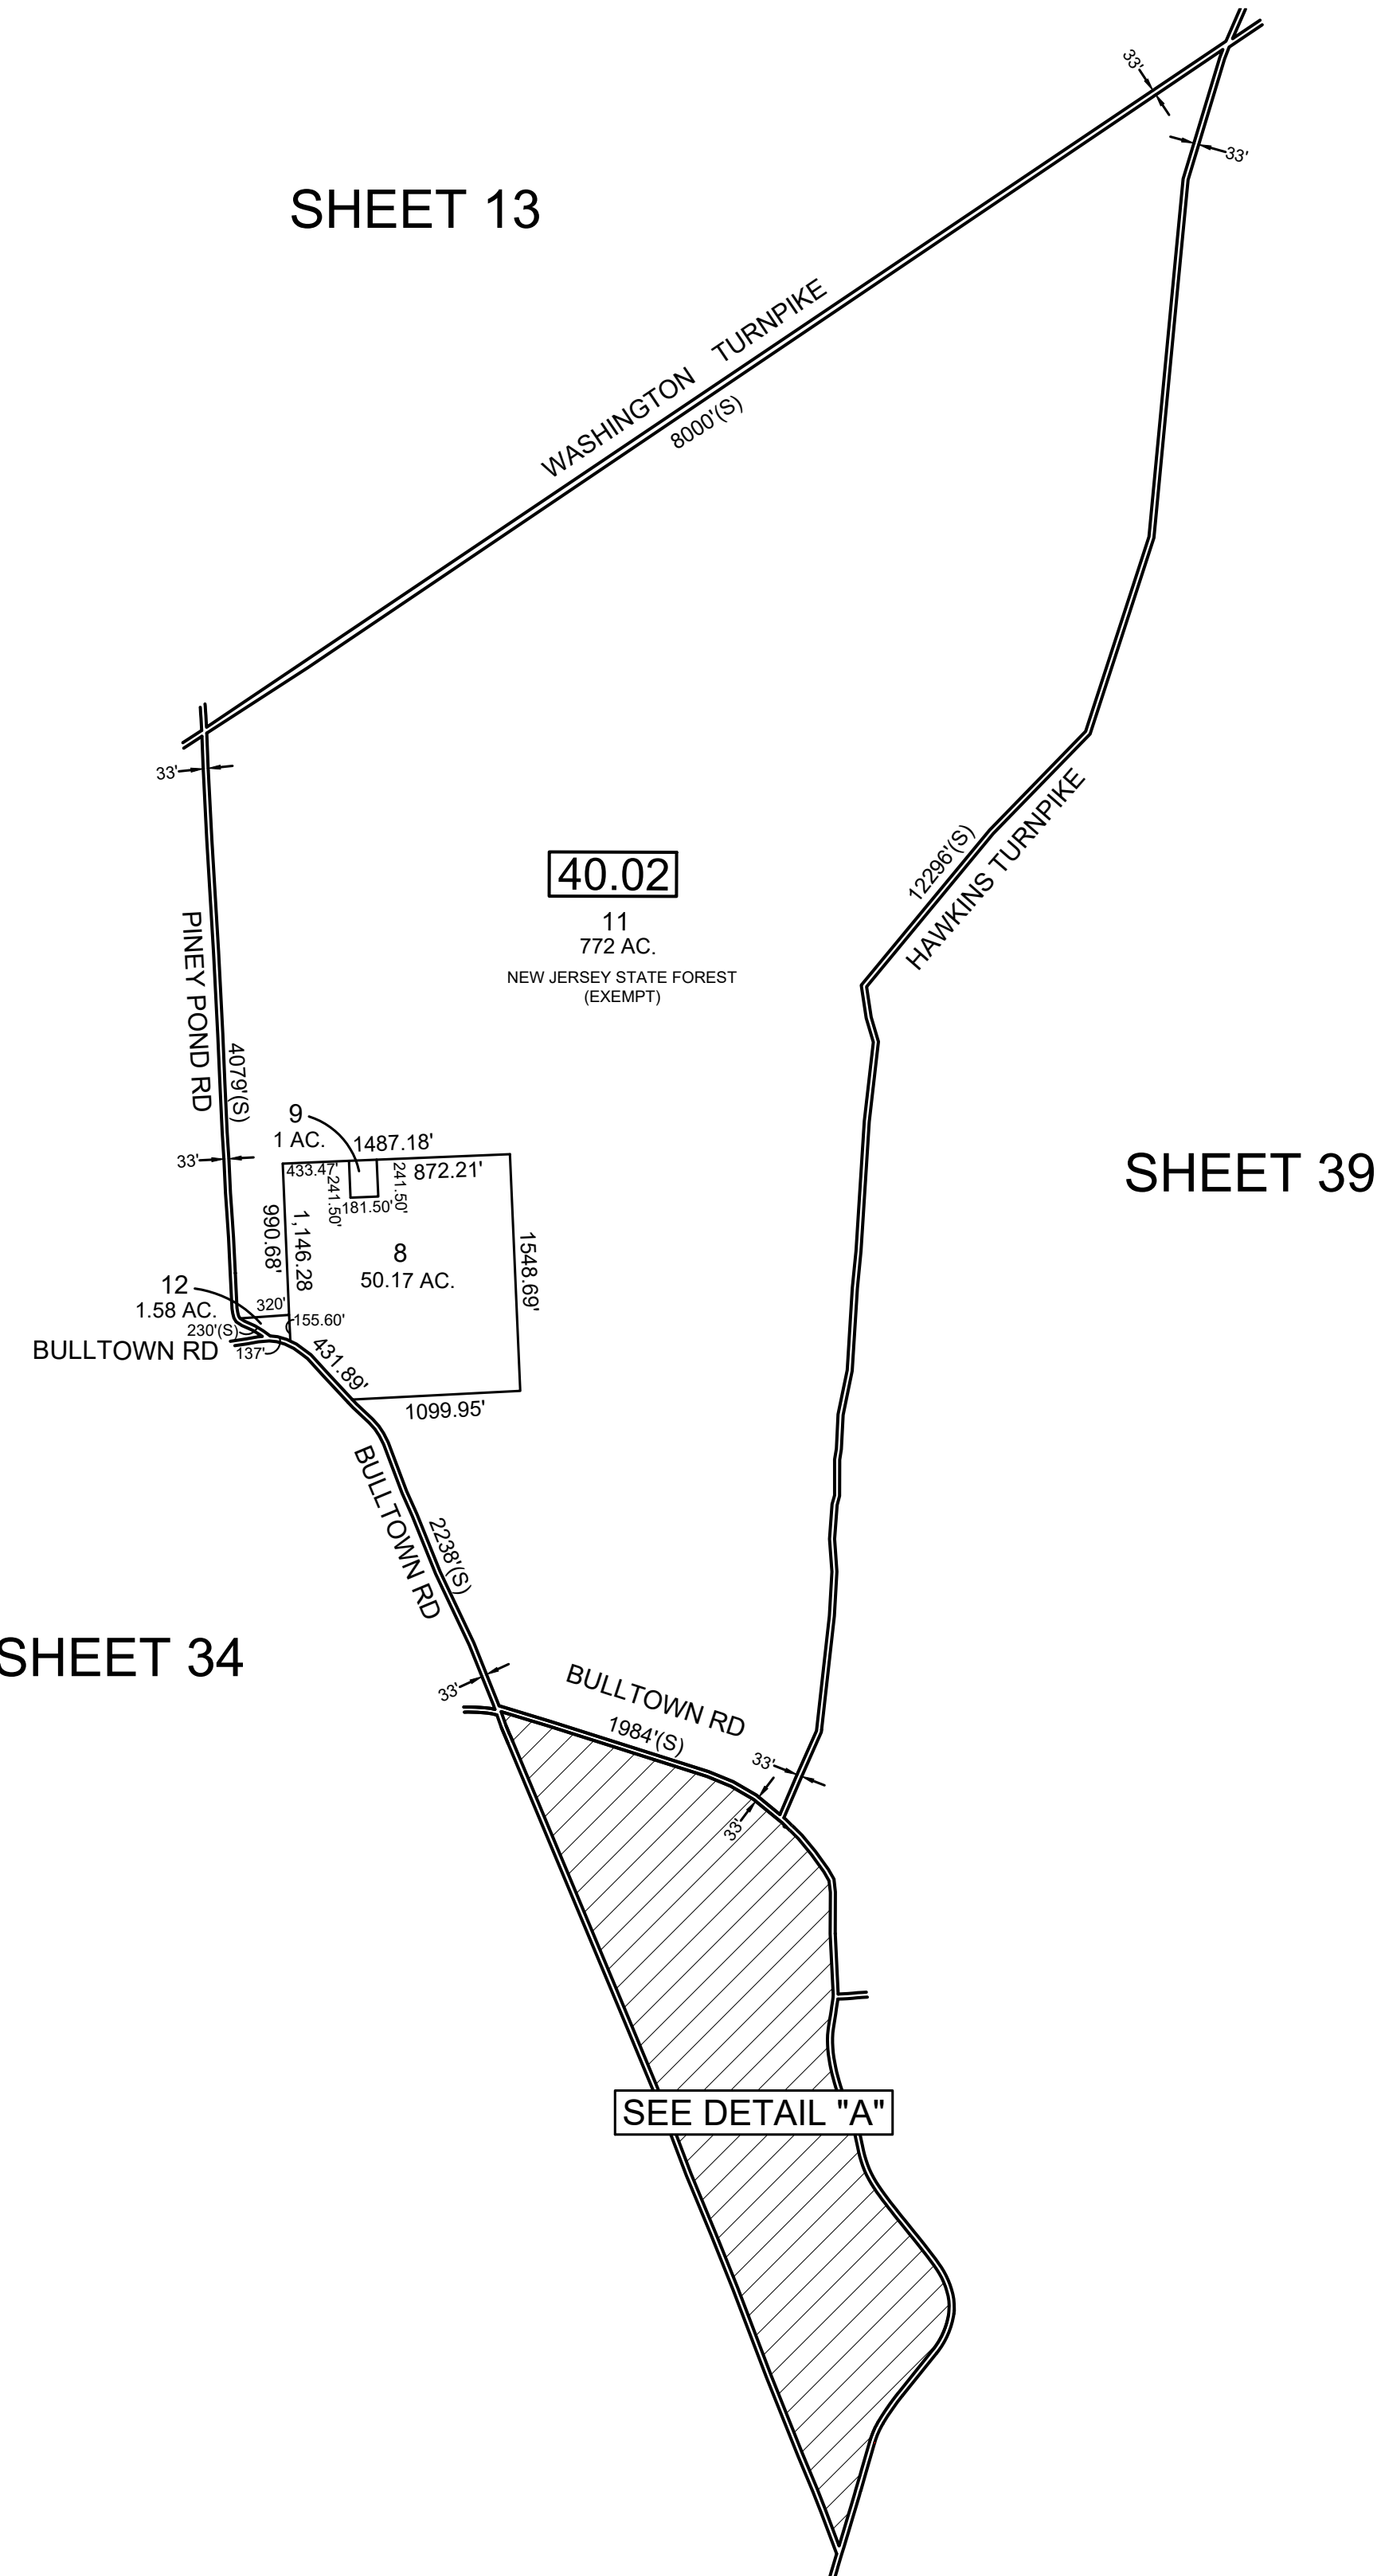 33'
33'
SHEET 13
WASHINGTON TURNPIKE
8000'(S)
33'
40.02
11
772 AC.
NEW JERSEY STATE FOREST
(EXEMPT)
12296'(S)
HAWKINS TURNPIKE
PINEY POND RD
4079'(S)
33'
9
1 AC.
1487.18'
433.47'
872.21'
241.50'
241.50'
181.50'
SHEET 39
990.68'
1,146.28
8
50.17 AC.
1548.69'
12
1.58 AC.
320'
155.60'
230'(S)
BULLTOWN RD
137'
431.89'
1099.95'
BULLTOWN RD
2238'(S)
SHEET 34
33'
BULLTOWN RD
1984'(S)
33'
33'
SEE DETAIL "A"